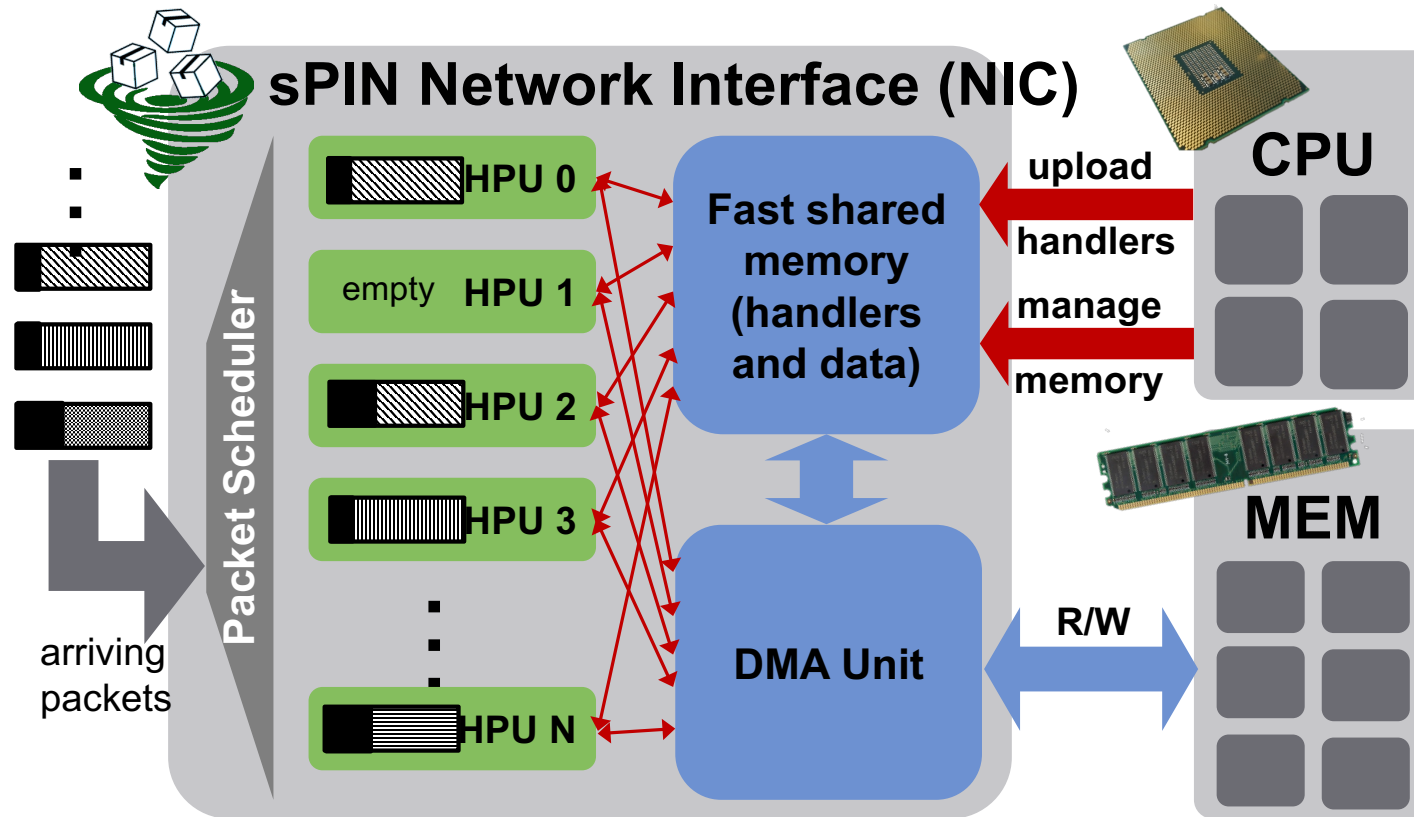 sPIN Network Interface (NIC)
Packet Scheduler
HPU 0
empty HPU 1
HPU 2
HPU 3
HPU N
arriving
packets
Fast shared
memory
(handlers
and data)
DMA Unit
upload
handlers
manage
memory
R/W
CPU
MEM